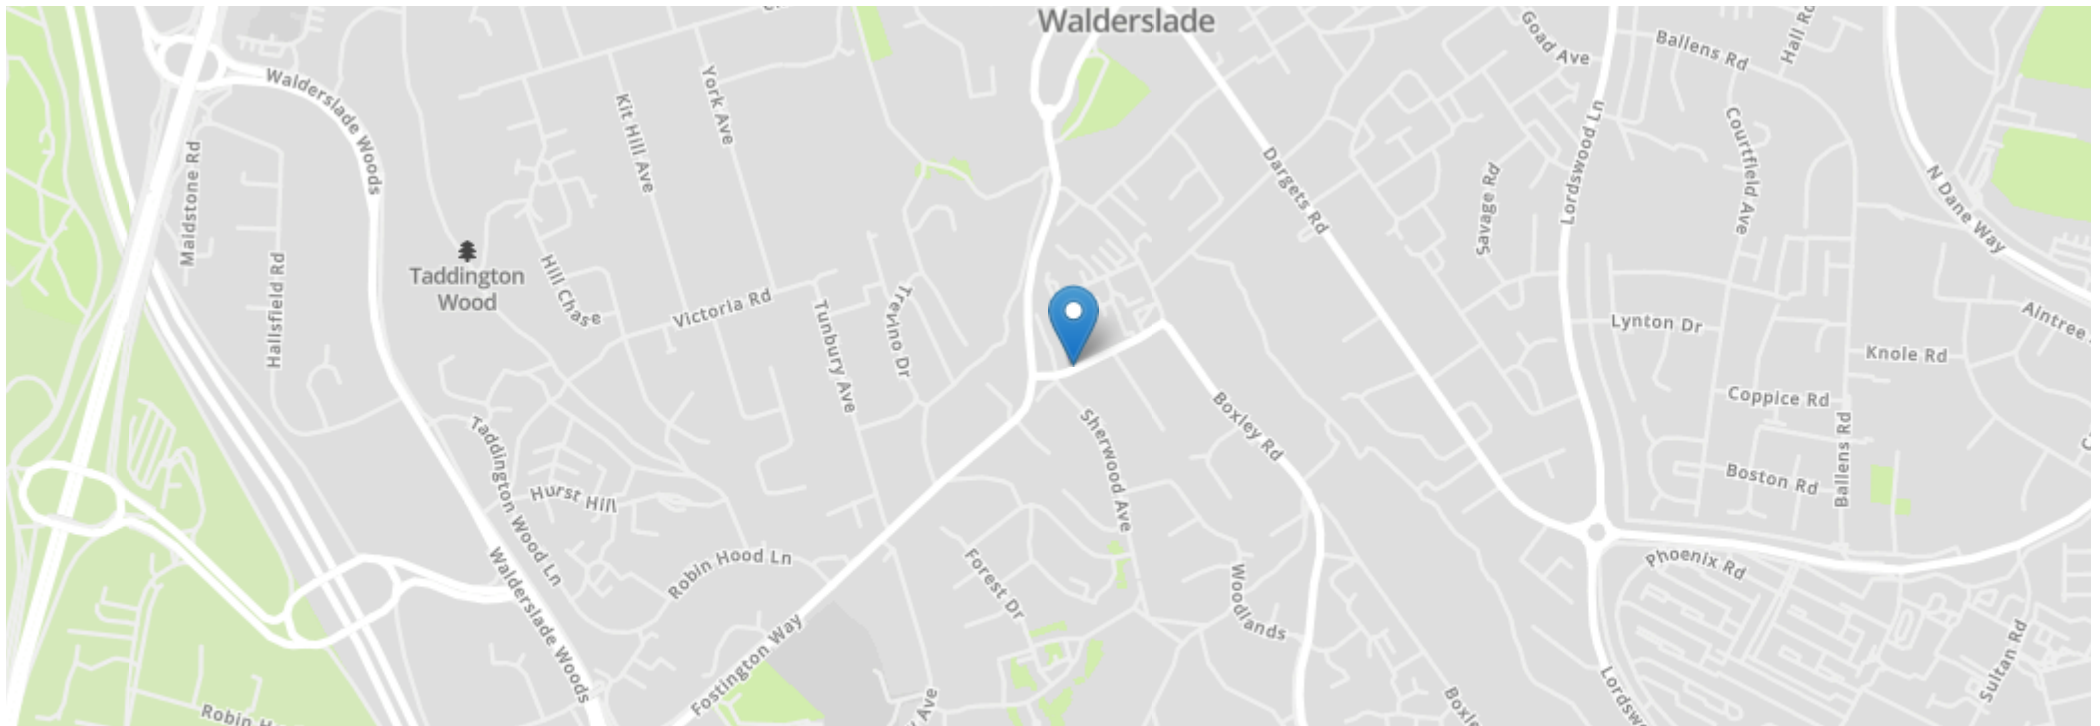 Walderslade
Goad Ave
Ballens Rd
Hall Rd
Walderslade Woods
York Ave
Kit Hill Ave
Lordswood Ln
Courtfield Ave
Maidstone Rd
Dargets Rd
Savage Rd
N Dane Way
Taddington
Wood
Hallsfield Rd
Hill Chase
Victoria Rd
Trevino Dr
Tunbury Ave
Lynton Dr
Aintree
Knole Rd
Coppice Rd
Boxley Rd
Sherwood Ave
Taddington Wood Ln
Ballens Rd
Boston Rd
Hurst Hill
Robin Hood Ln
Forest Dr
Woodlands
Phoenix Rd
Walderslade Woods
Fostington Way
Sultan Rd
Robin H
Ave
Boxl
Lordsw